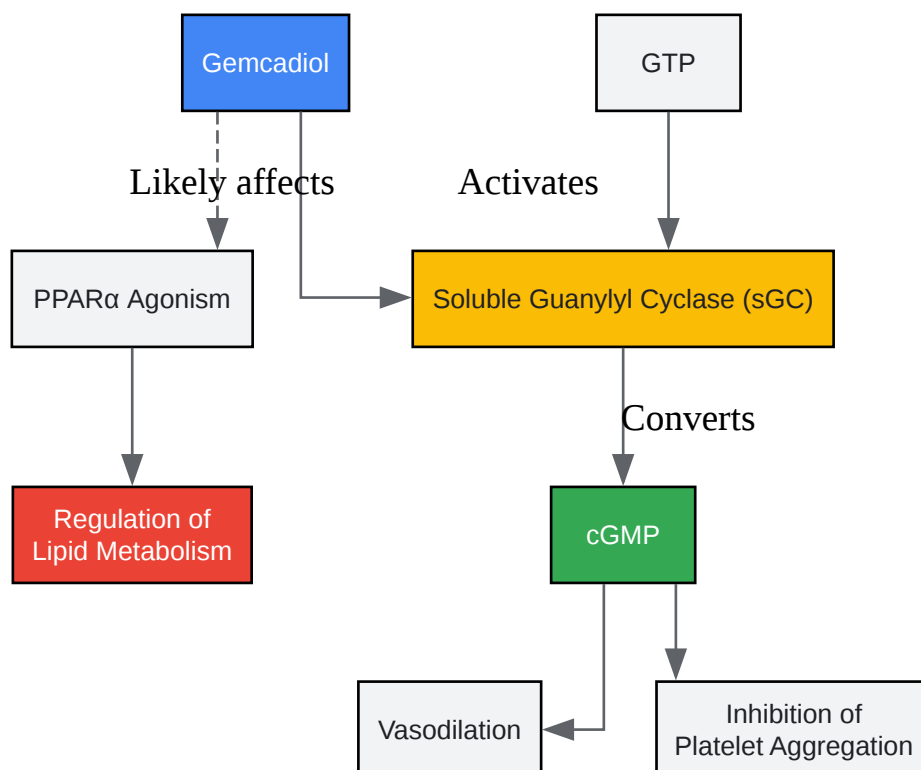 Gemcadiol
GTP
Likely affects
Activates
PPARα Agonism
Soluble Guanylyl Cyclase (sGC)
Converts
Regulation of
Lipid Metabolism
cGMP
Vasodilation
Inhibition of
Platelet Aggregation